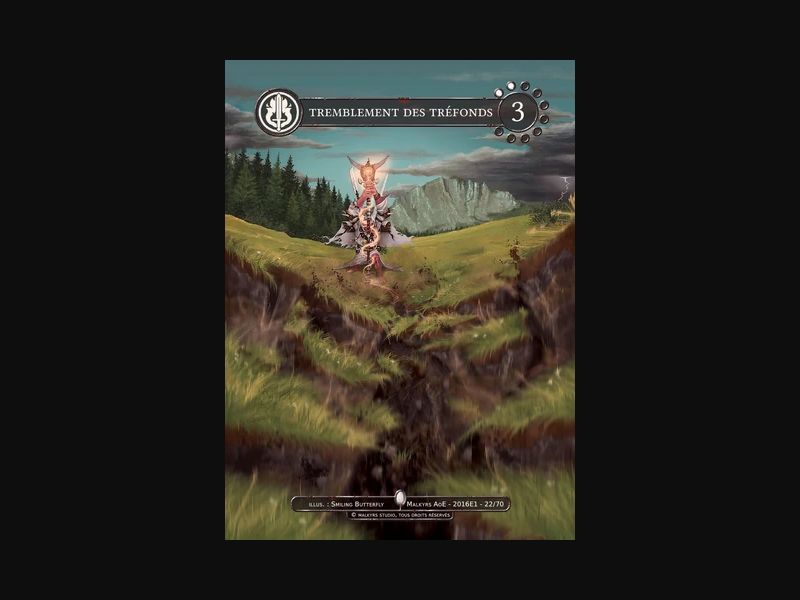 TREMBLEMENT DES TRÉFONDS 3
ILLUS. : SMILING BUTTERFLY MALKYRS AOE - 2016E1 - 22/70
© MALKYRS STUDIO, TOUS DROITS RÉSERVÉS